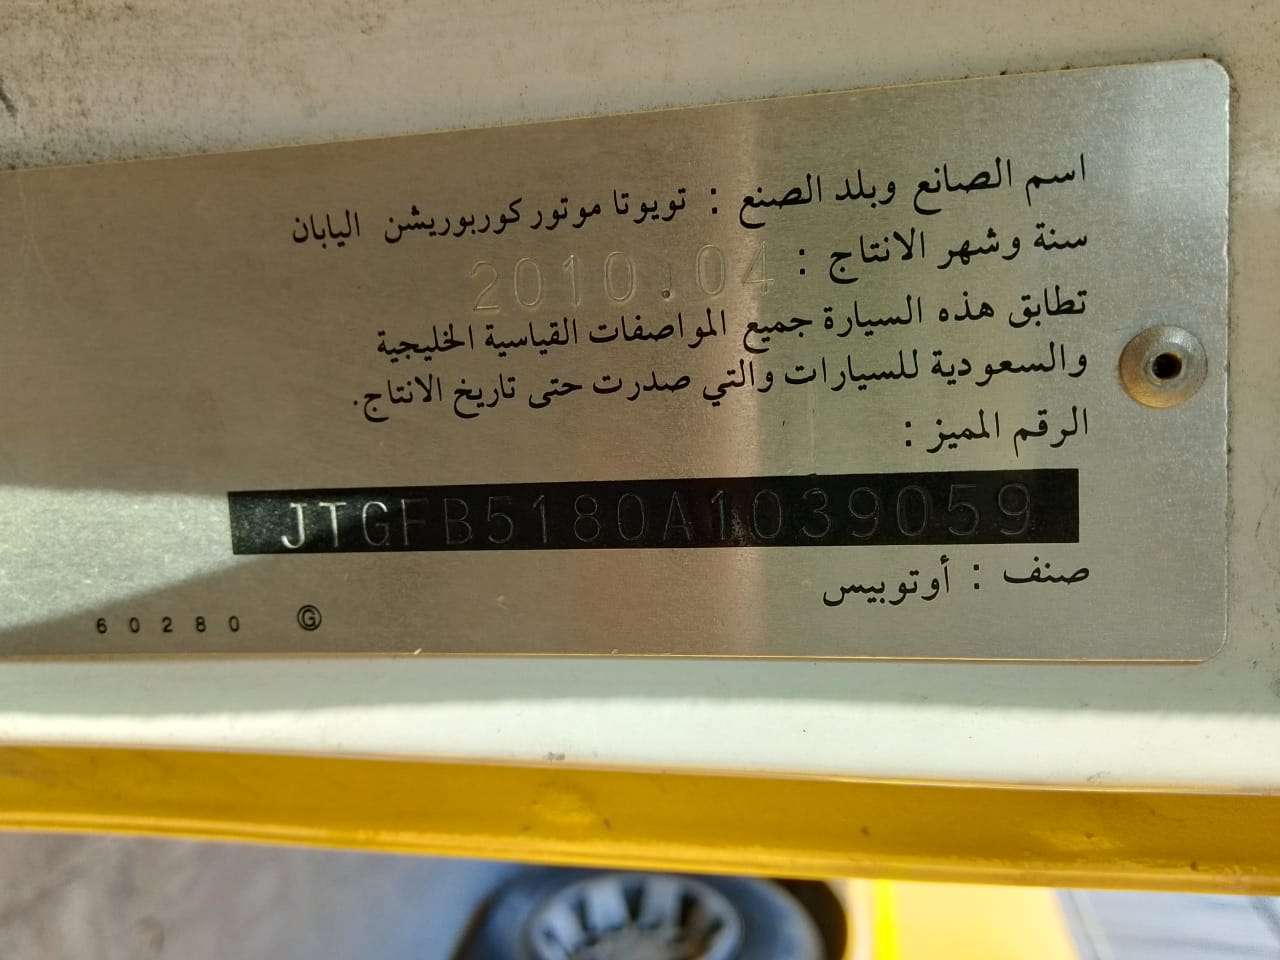 اسم الصانع وبلد الصنع : تويوتا موتور كوربوريشن اليابان
سنة وشهر الانتاج : 2010.04
تطابق هذه السيارة جميع المواصفات القياسية الخليجية
والسعودية للسيارات والتي صدرت حتى تاريخ الانتاج.
الرقم المميز :
JTGFB5180A1039059
صنف : أوتوبيس
60280 Ⓖ